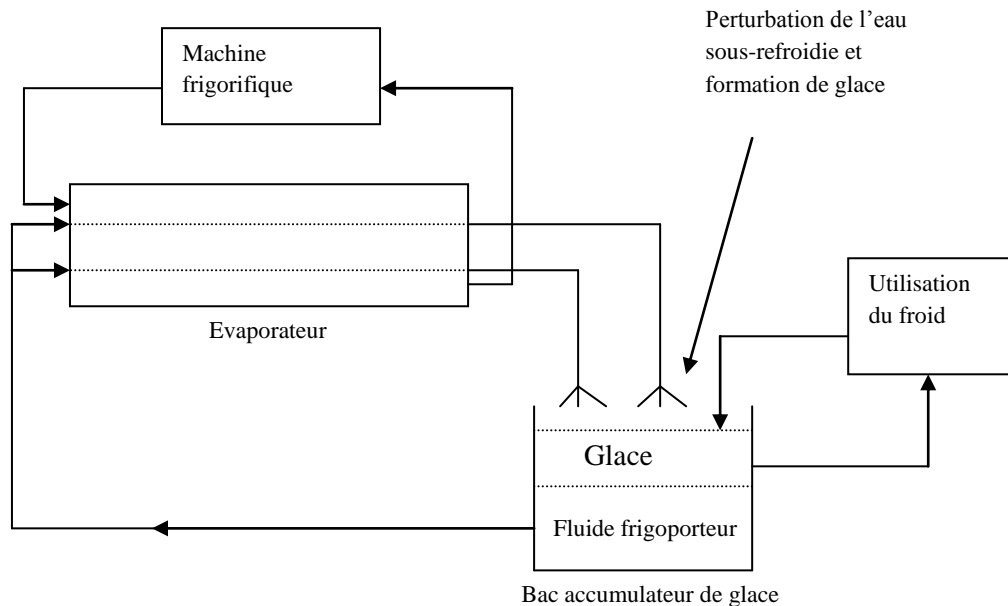 Perturbation de l’eau
sous-refroidie et
formation de glace
Machine
frigorifique
Utilisation
du froid
Evaporateur
Glace
Fluide frigoporteur
Bac accumulateur de glace